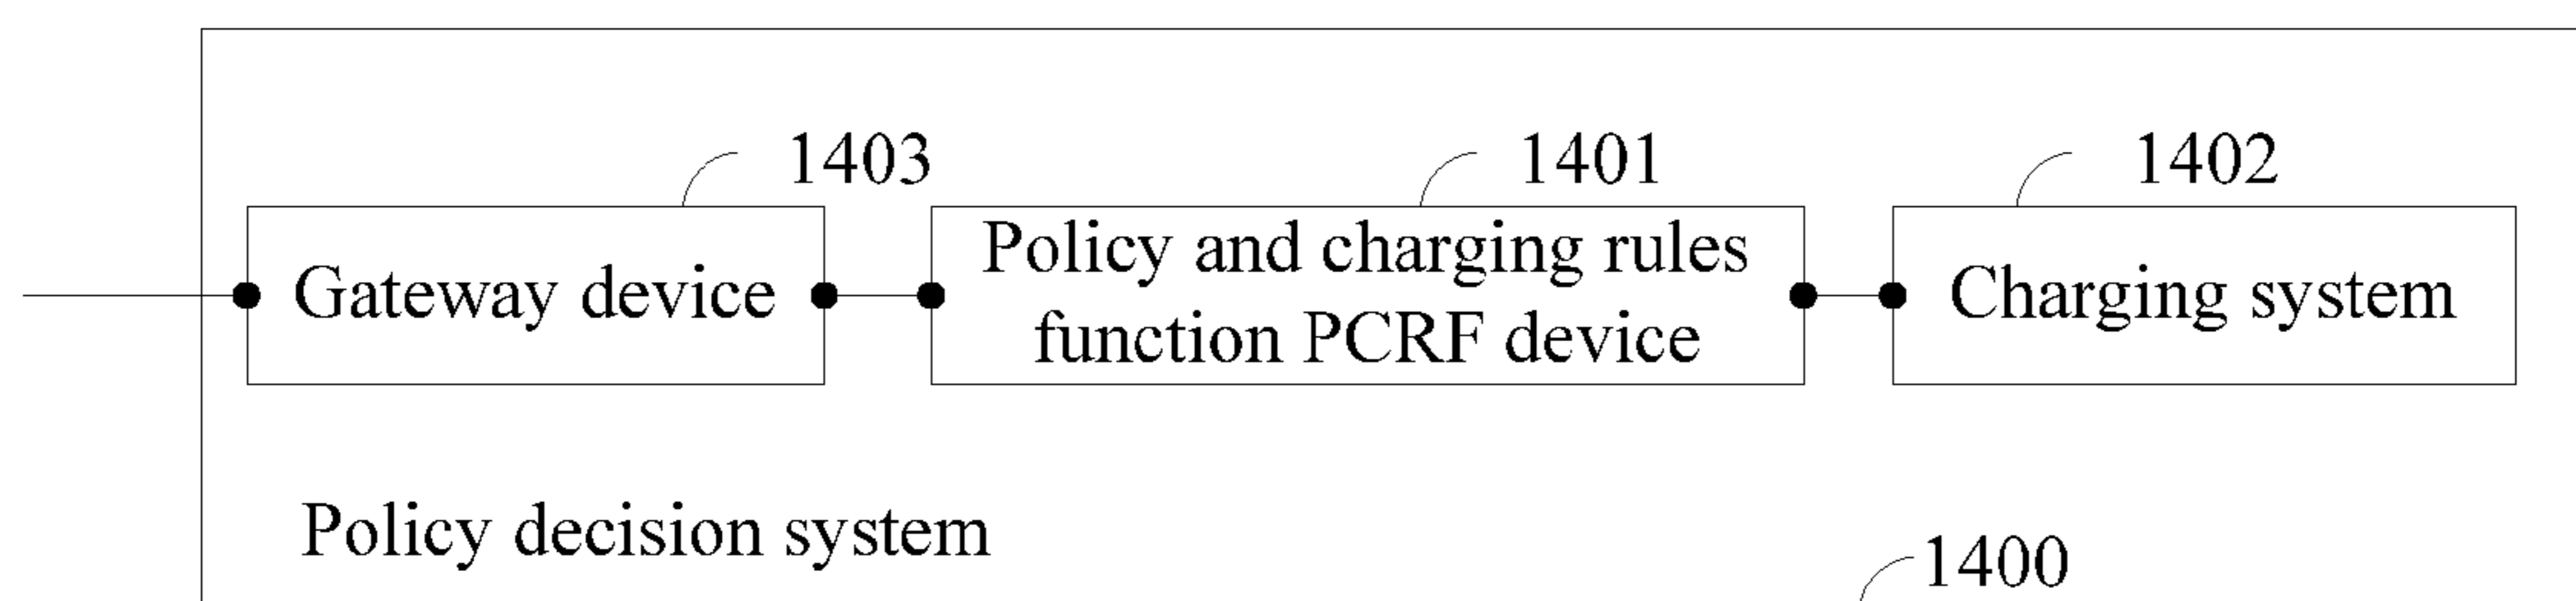 1403
1401
1402
Gateway device
Policy and charging rules
function PCRF device
Charging system
Policy decision system
1400